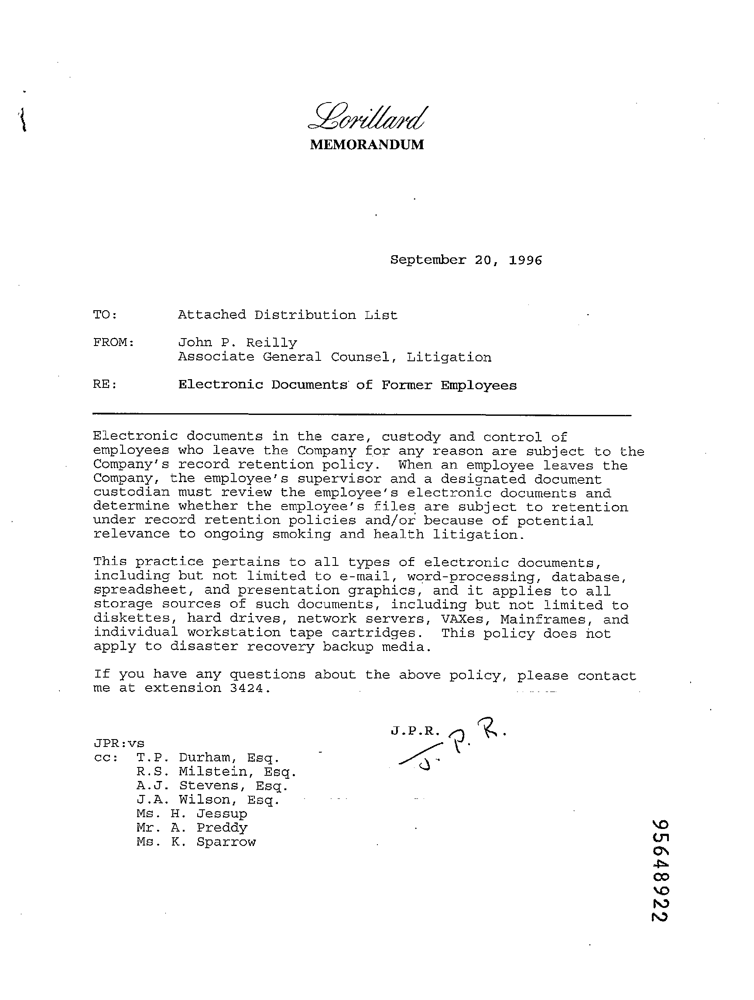 Lorillard
MEMORANDUM
September 20, 1996
TO: Attached Distribution List
FROM: John P. Reilly
Associate General Counsel, Litigation
RE: Electronic Documents of Former Employees
Electronic documents in the care, custody and control of
employees who leave the Company for any reason are subject to the
Company's record retention policy. When an employee leaves the
Company, the employee's supervisor and a designated document
custodian must review the employee's electronic documents and
determine whether the employee's files are subject to retention
under record retention policies and/or because of potential
relevance to ongoing smoking and health litigation.
This practice pertains to all types of electronic documents,
including but not limited to e-mail, word-processing, database,
spreadsheet, and presentation graphics, and it applies to all
storage sources of such documents, including but not limited to
diskettes, hard drives, network servers, VAXes, Mainframes, and
individual workstation tape cartridges. This policy does not
apply to disaster recovery backup media.
If you have any questions about the above policy, please contact
me at extension 3424.
J.P.R. J. P. R.
JPR:vs
cc: T.P. Durham, Esq.
R.S. Milstein, Esq.
A.J. Stevens, Esq.
J.A. Wilson, Esq.
Ms. H. Jessup
Mr. A. Preddy
Ms. K. Sparrow
95648922